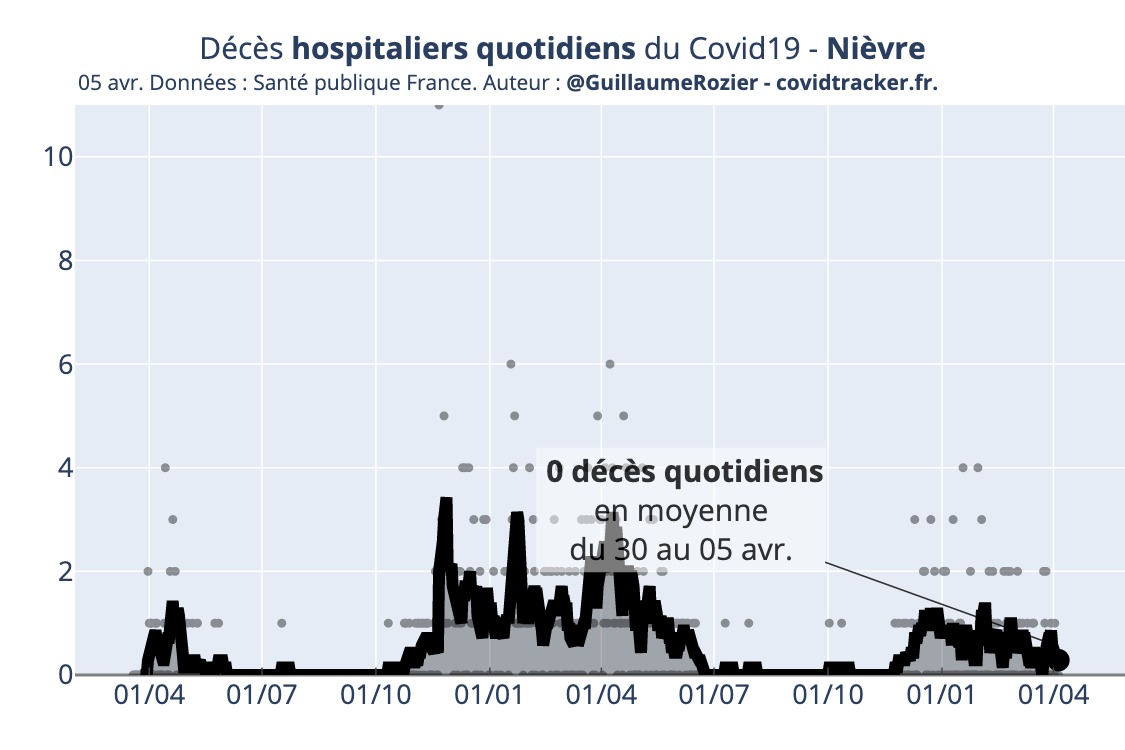 Décès hospitaliers quotidiens du Covid19 - Nièvre
05 avr. Données : Santé publique France. Auteur : @GuillaumeRozier - covidtracker.fr.
10
8
6
4
2
0
0 décès quotidiens
en moyenne
du 30 au 05 avr.
01/04 01/07 01/10 01/01 01/04 01/07 01/10 01/01 01/04